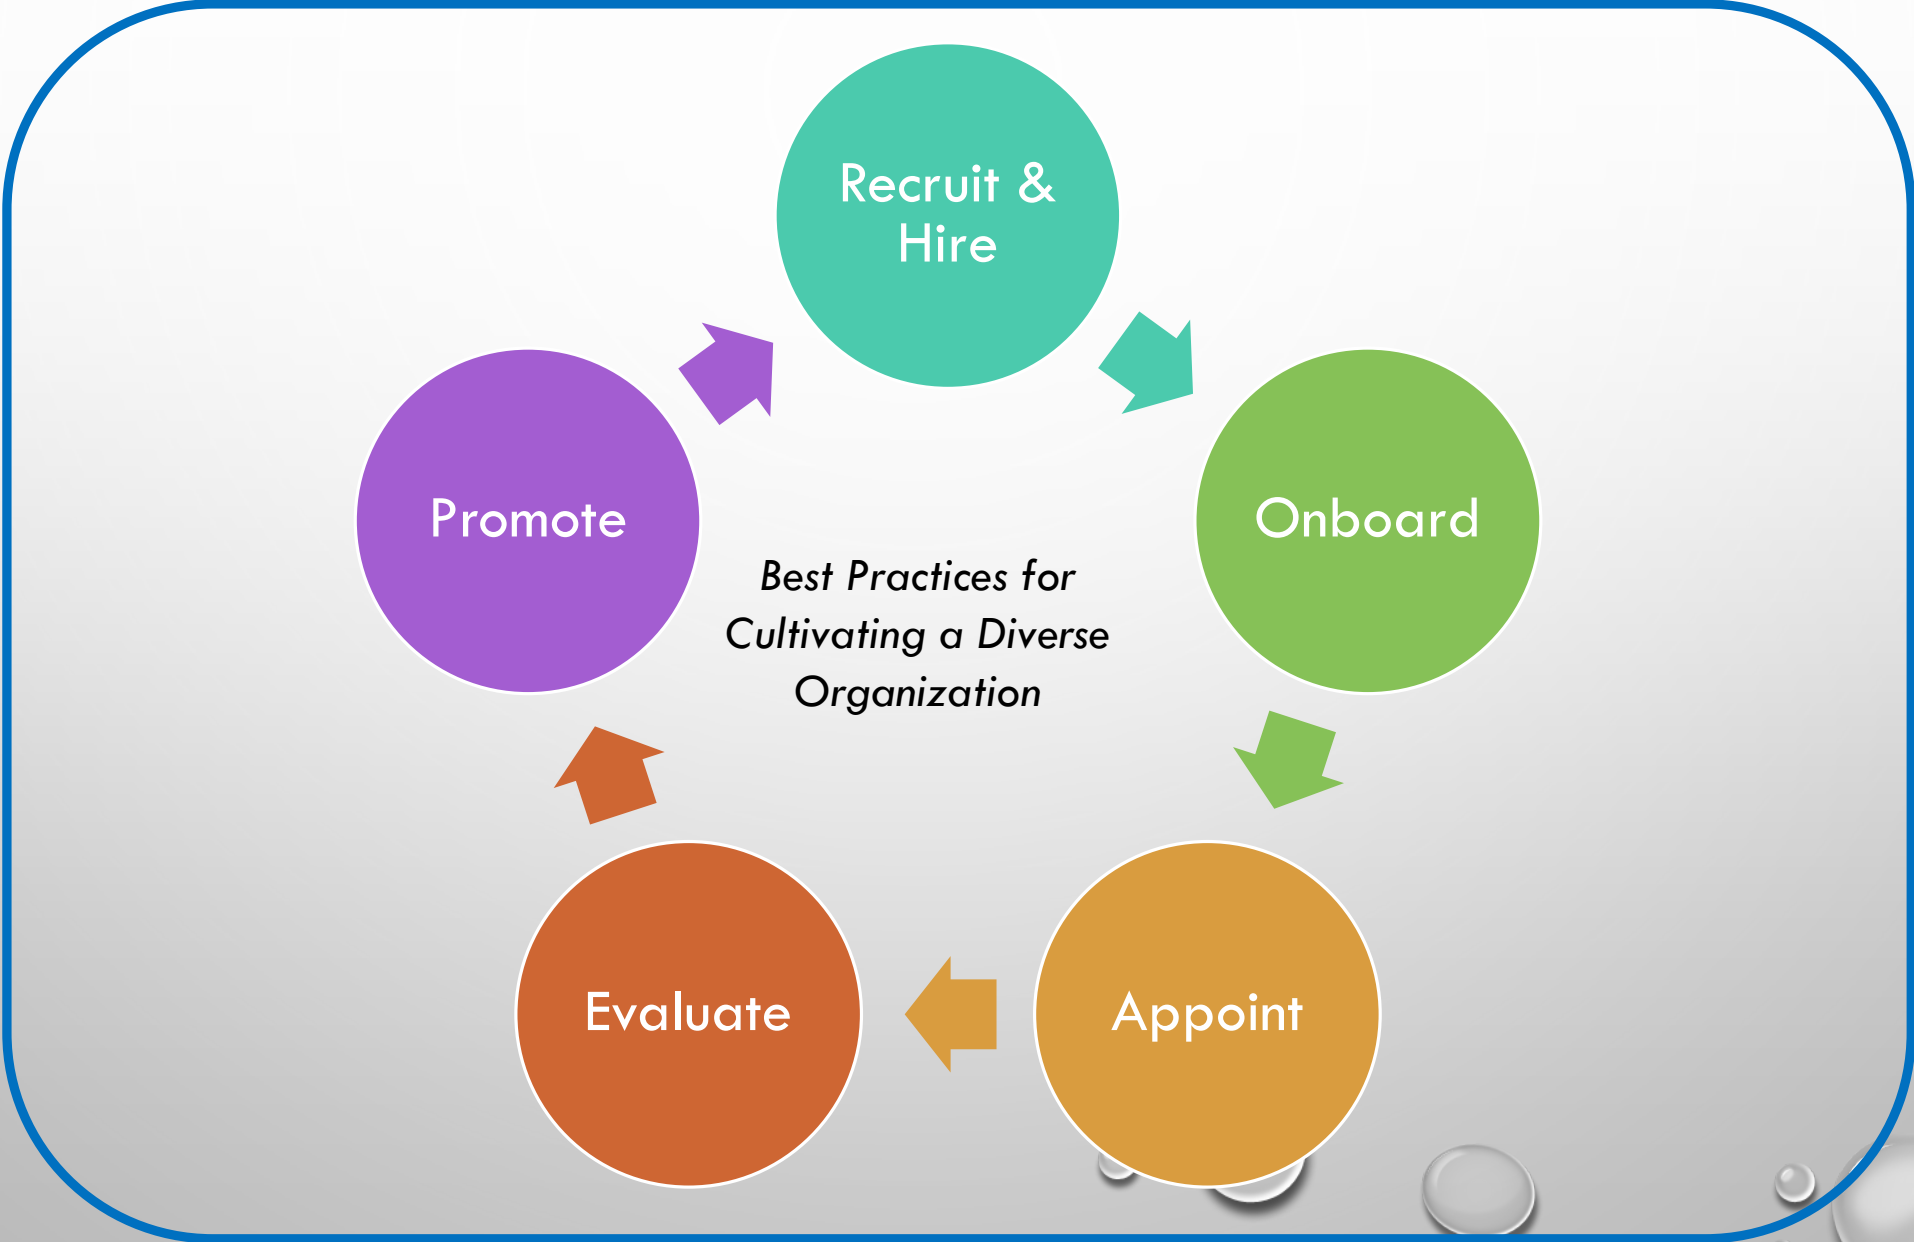 Recruit &
Hire
Onboard
Appoint
Evaluate
Promote
Best Practices for
Cultivating a Diverse
Organization